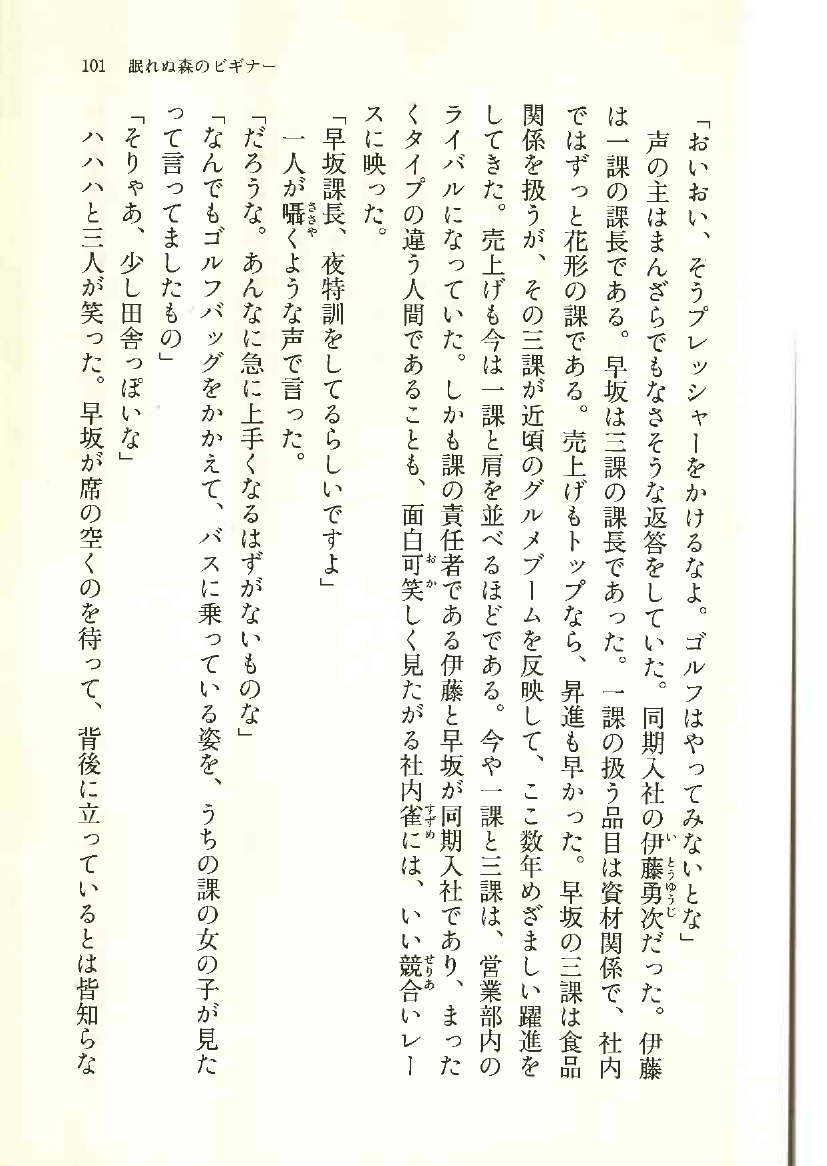 101 眠れぬ森のビギナー
「おいおい、そうプレッシャーをかけるなよ。ゴルフはやってみないとな」
声の主はまんざらでもなさそうな返答をしていた。同期入社の伊藤勇次だった。伊藤
は一課の課長である。早坂は三課の課長であった。一課の扱う品目は資材関係で、社内
ではずっと花形の課である。売上げもトップなら、昇進も早かった。早坂の三課は食品
関係を扱うが、その三課が近頃のグルメブームを反映して、ここ数年めざましい躍進を
してきた。売上げも今は一課と肩を並べるほどである。今や一課と三課は、営業部内の
ライバルになっていた。しかも課の責任者である伊藤と早坂が同期入社であり、まった
くタイプの違う人間であることも、面白可笑しく見たがる社内雀には、いい競合いレー
スに映った。
「早坂課長、夜特訓をしてるらしいですよ」
一人が囁くような声で言った。
「だろうな。あんなに急に上手くなるはずがないものな」
「なんでもゴルフバッグをかかえて、バスに乗っている姿を、うちの課の女の子が見た
って言ってましたもの」
「そりゃあ、少し田舎っぽいな」
ハハハと三人が笑った。早坂が席の空くのを待って、背後に立っているとは皆知らな